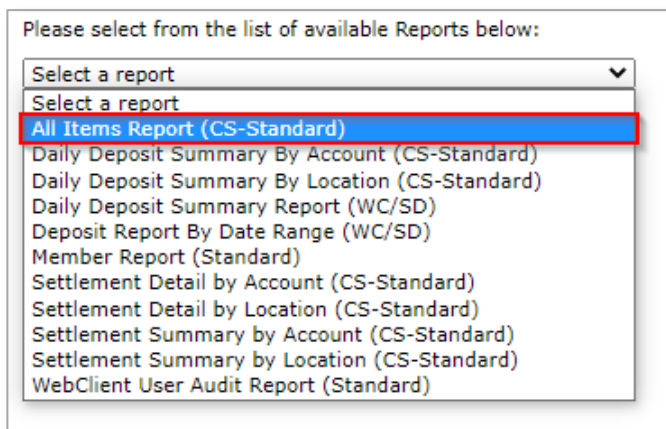 Please select from the list of available Reports below:
Select a report
Select a report
All Items Report (CS-Standard)
Daily Deposit Summary By Account (CS-Standard)
Daily Deposit Summary By Location (CS-Standard)
Daily Deposit Summary Report (WC/SD)
Deposit Report By Date Range (WC/SD)
Member Report (Standard)
Settlement Detail by Account (CS-Standard)
Settlement Detail by Location (CS-Standard)
Settlement Summary by Account (CS-Standard)
Settlement Summary by Location (CS-Standard)
WebClient User Audit Report (Standard)